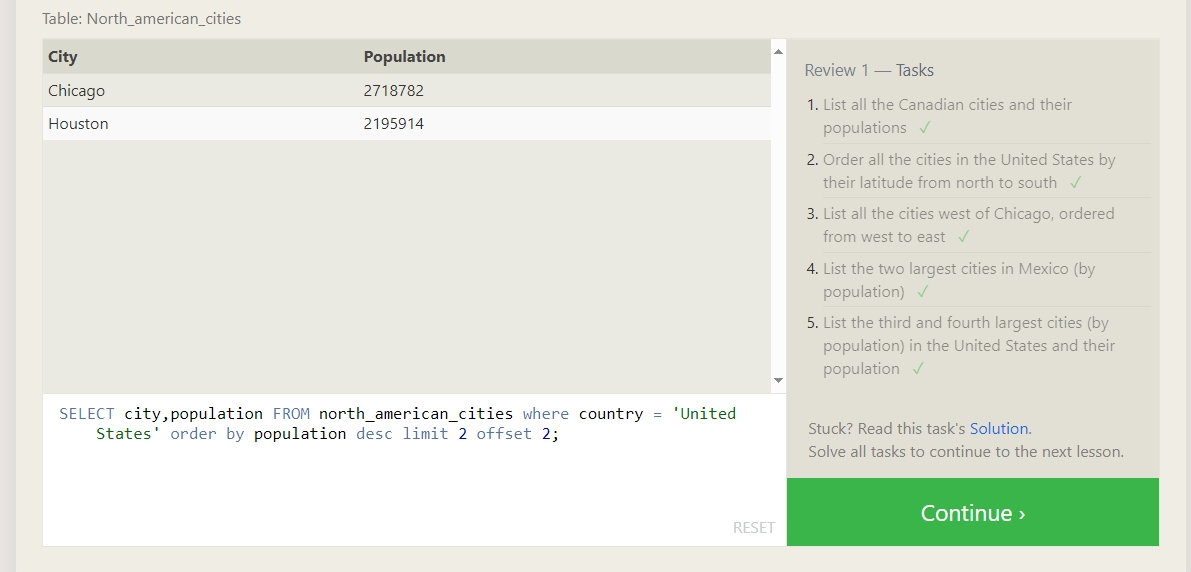 Table: North_american_cities
City Population
Chicago 2718782
Houston 2195914
SELECT city,population FROM north_american_cities where country = 'United
States' order by population desc limit 2 offset 2;
RESET
Review 1 — Tasks
1. List all the Canadian cities and their
populations ✓
2. Order all the cities in the United States by
their latitude from north to south ✓
3. List all the cities west of Chicago, ordered
from west to east ✓
4. List the two largest cities in Mexico (by
population) ✓
5. List the third and fourth largest cities (by
population) in the United States and their
population ✓
Stuck? Read this task's Solution.
Solve all tasks to continue to the next lesson.
Continue ›